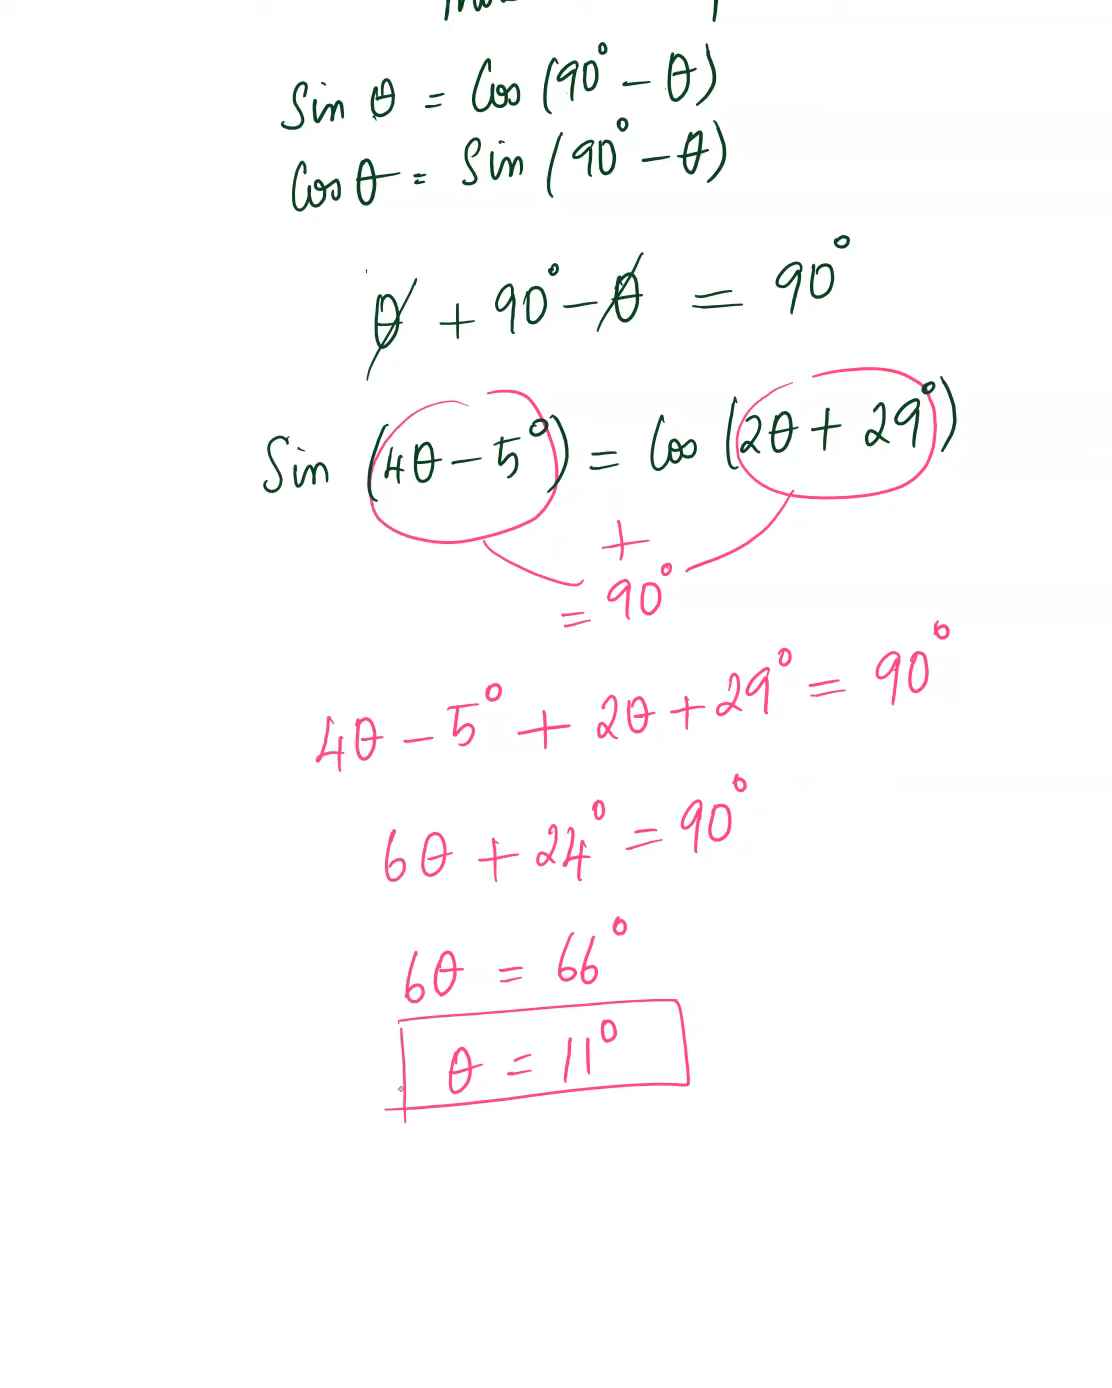 Sin θ = Cos (90° − θ)
Cos θ = Sin (90° − θ)
θ + 90° − θ = 90°
Sin (4θ − 5°) = Cos (2θ + 29°)
+
= 90°
4θ − 5° + 2θ + 29° = 90°
6θ + 24° = 90°
6θ = 66°
θ = 11°